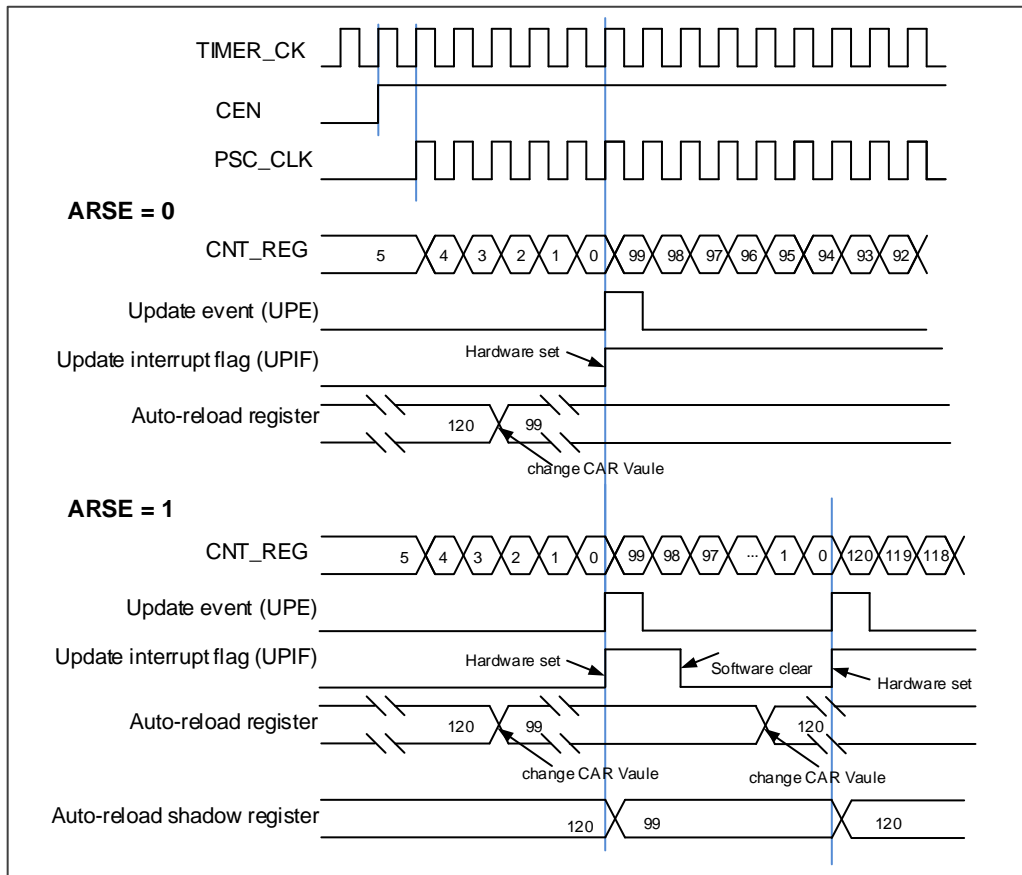 TIMER_CK
CEN
PSC_CLK
ARSE = 0
CNT_REG 5 4 3 2 1 0 99 98 97 96 95 94 93 92
Update event (UPE)
Update interrupt flag (UPIF) Hardware set
Auto-reload register 120 99
change CAR Vaule
ARSE = 1
CNT_REG 5 4 3 2 1 0 99 98 97 ... 1 0 120 119 118
Update event (UPE)
Update interrupt flag (UPIF) Hardware set Software clear Hardware set
Auto-reload register 120 99 120
change CAR Vaule change CAR Vaule
Auto-reload shadow register 120 99 120